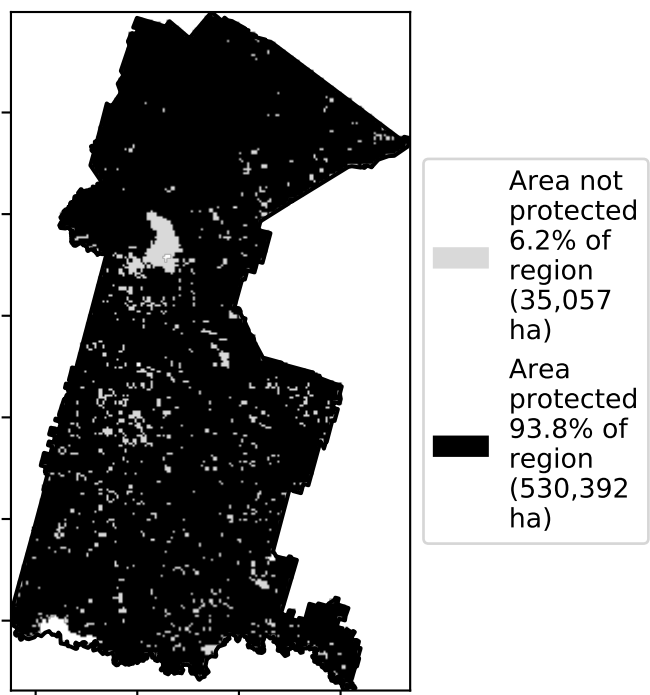 Area not
protected
6.2% of
region
(35,057
ha)
Area
protected
93.8% of
region
(530,392
ha)